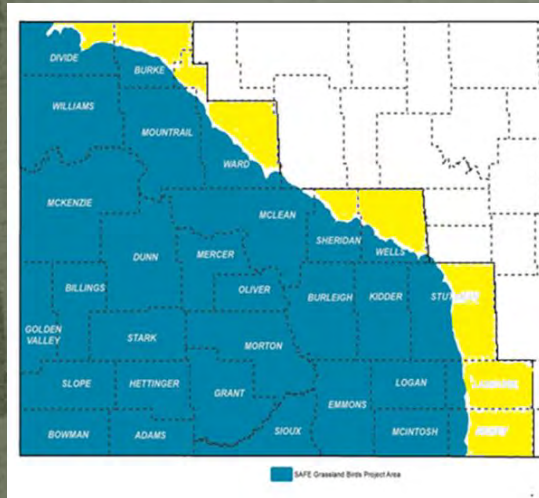 DIVIDE
BURKE
WILLIAMS
MOUNTRAIL
WARD
MCKENZIE
MCLEAN
SHERIDAN
WELLS
DUNN
MERCER
OLIVER
BILLINGS
BURLEIGH
KIDDER
GOLDEN
VALLEY
STARK
MORTON
SLOPE
HETTINGER
GRANT
EMMONS
LOGAN
BOWMAN
ADAMS
SIOUX
MCINTOSH
SAFE Grassland Birds Project Area